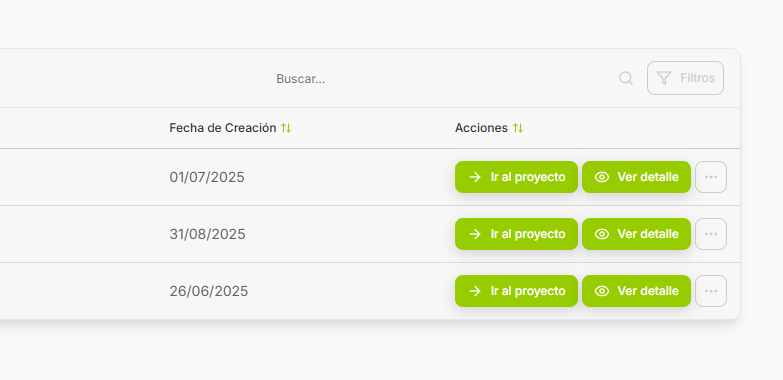 Buscar... Filtros
Fecha de Creación Acciones
01/07/2025 Ir al proyecto Ver detalle ...
31/08/2025 Ir al proyecto Ver detalle ...
26/06/2025 Ir al proyecto Ver detalle ...